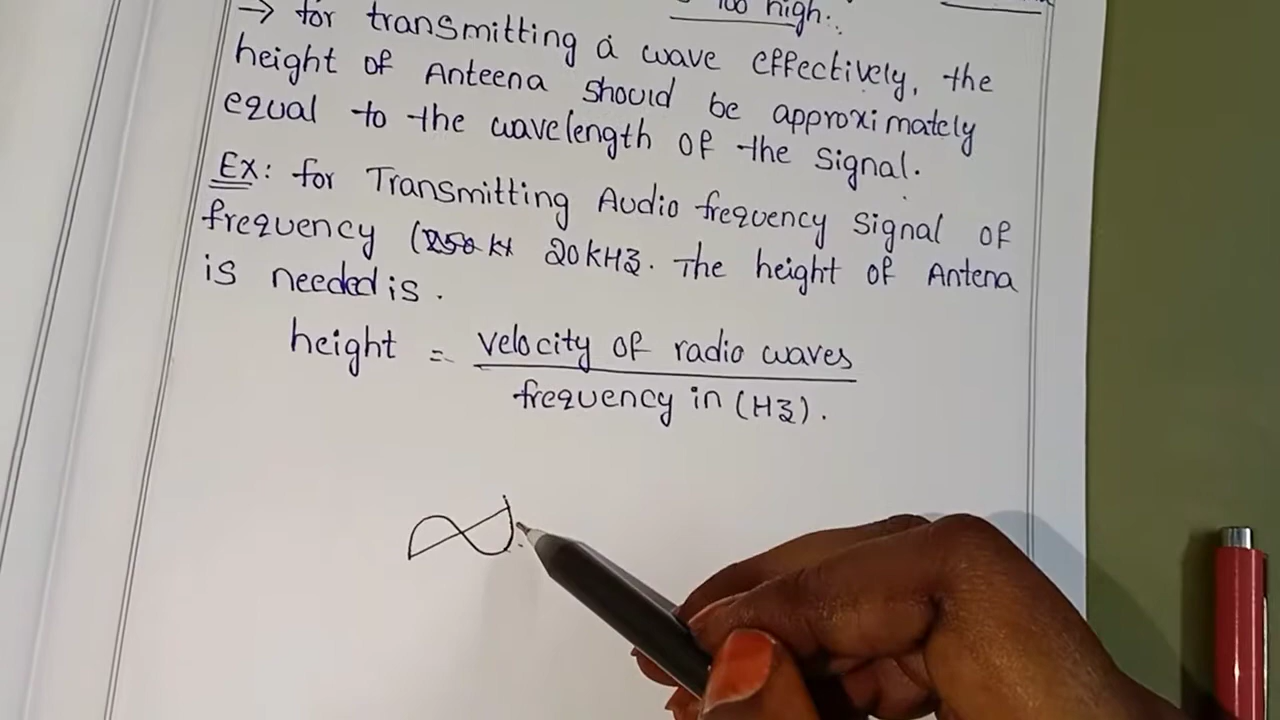 too high..
→ for transmitting a wave effectively, the
height of Anteena should be approximately
equal to the wavelength of the signal.
Ex: for Transmitting Audio frequency signal of
frequency ( 20KHz. The height of Antena
is needed is.
height = velocity of radio waves
frequency in (Hz).